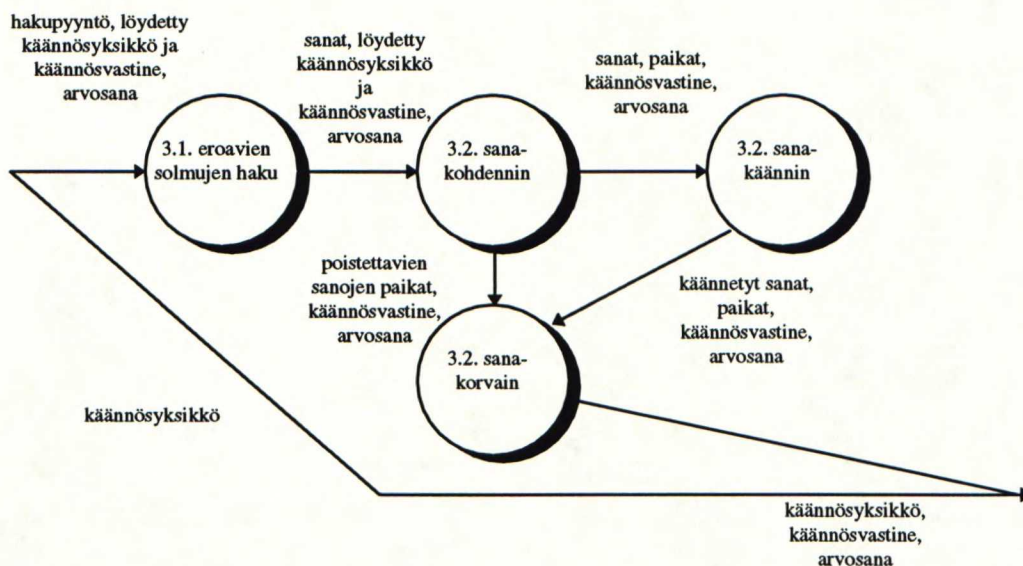 hakupyyntö, löydetty
käännösyksikkö ja
käännösvastine,
arvosana
sanat, löydetty
käännösyksikkö
ja
käännösvastine,
arvosana
sanat, paikat,
käännösvastine,
arvosana
3.1. eroavien
solmujen haku
3.2. sana-
kohdennin
3.2. sana-
käännin
poistettavien
sanojen paikat,
käännösvastine,
arvosana
käännetyt sanat,
paikat,
käännösvastine,
arvosana
3.2. sana-
korvain
käännösyksikkö
käännösyksikkö,
käännösvastine,
arvosana